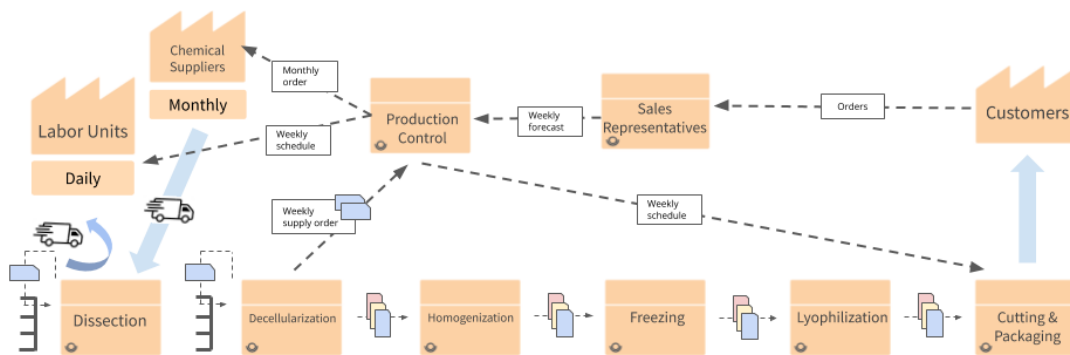 Chemical
Suppliers
Monthly
Labor Units
Daily
Monthly
order
Weekly
schedule
Production
Control
Weekly
forecast
Sales
Representatives
Orders
Customers
Weekly
supply order
Weekly
schedule
Dissection
Decellularization
Homogenization
Freezing
Lyophilization
Cutting &
Packaging